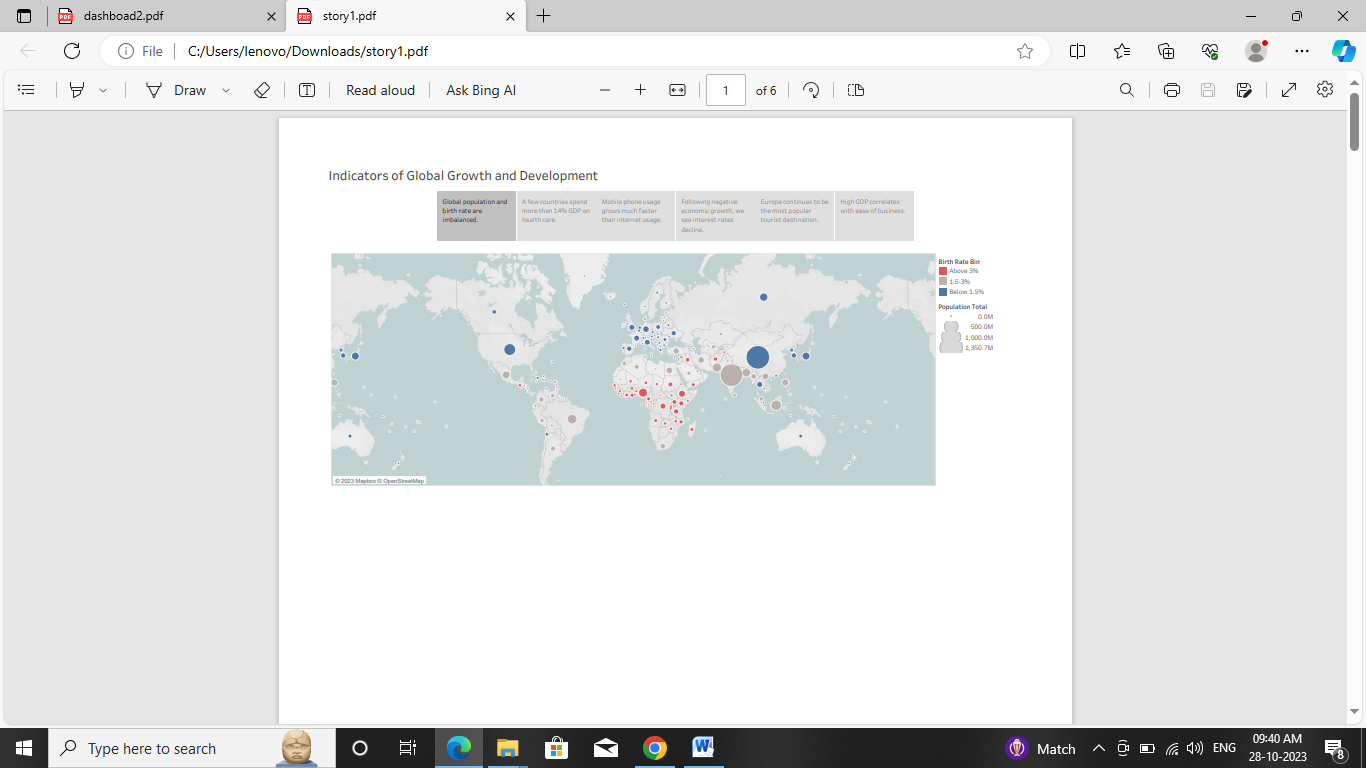 dashboad2.pdf
story1.pdf
File
C:/Users/lenovo/Downloads/story1.pdf
Draw
Read aloud
Ask Bing AI
1
of 6
Indicators of Global Growth and Development
Global population and
birth rate are
imbalanced.
A few countries spend
more than 14% GDP on
health care.
Mobile phone usage
grows much faster
than internet usage.
Following negative
economic growth, we
see interest rates
decline.
Europe continues to be
the most popular
tourist destination.
High GDP correlates
with ease of business.
Birth Rate Bin
Above 3%
1.5-3%
Below 1.5%
Population Total
0.0M
500.0M
1,000.0M
1,350.7M
© 2023 Mapbox © OpenStreetMap
Type here to search
Match
ENG
09:40 AM
28-10-2023
8